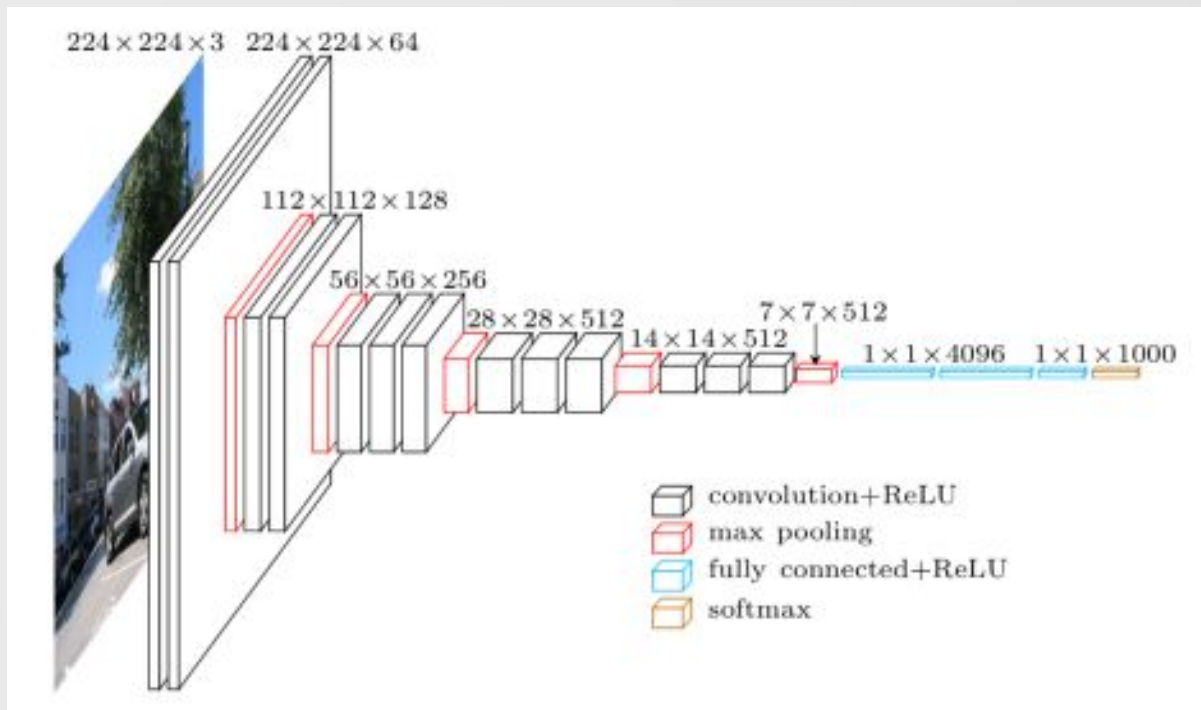 224×224×3
224×224×64
112×112×128
56×56×256
28×28×512
14×14×512
7×7×512
1×1×4096
1×1×1000
convolution+ReLU
max pooling
fully connected+ReLU
softmax